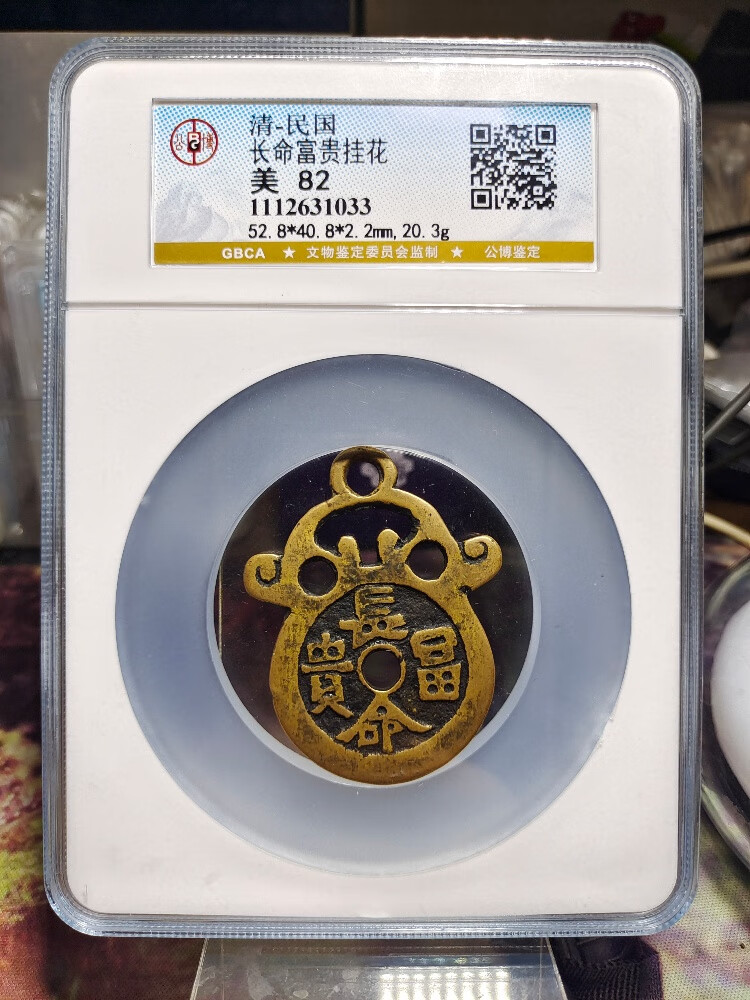 清-民国
长命富贵挂花
美 82
1112631033
52.8*40.8*2.2mm,20.3g
GBCA ★ 文物鉴定委员会监制 ★ 公博鉴定
公博
長命富貴